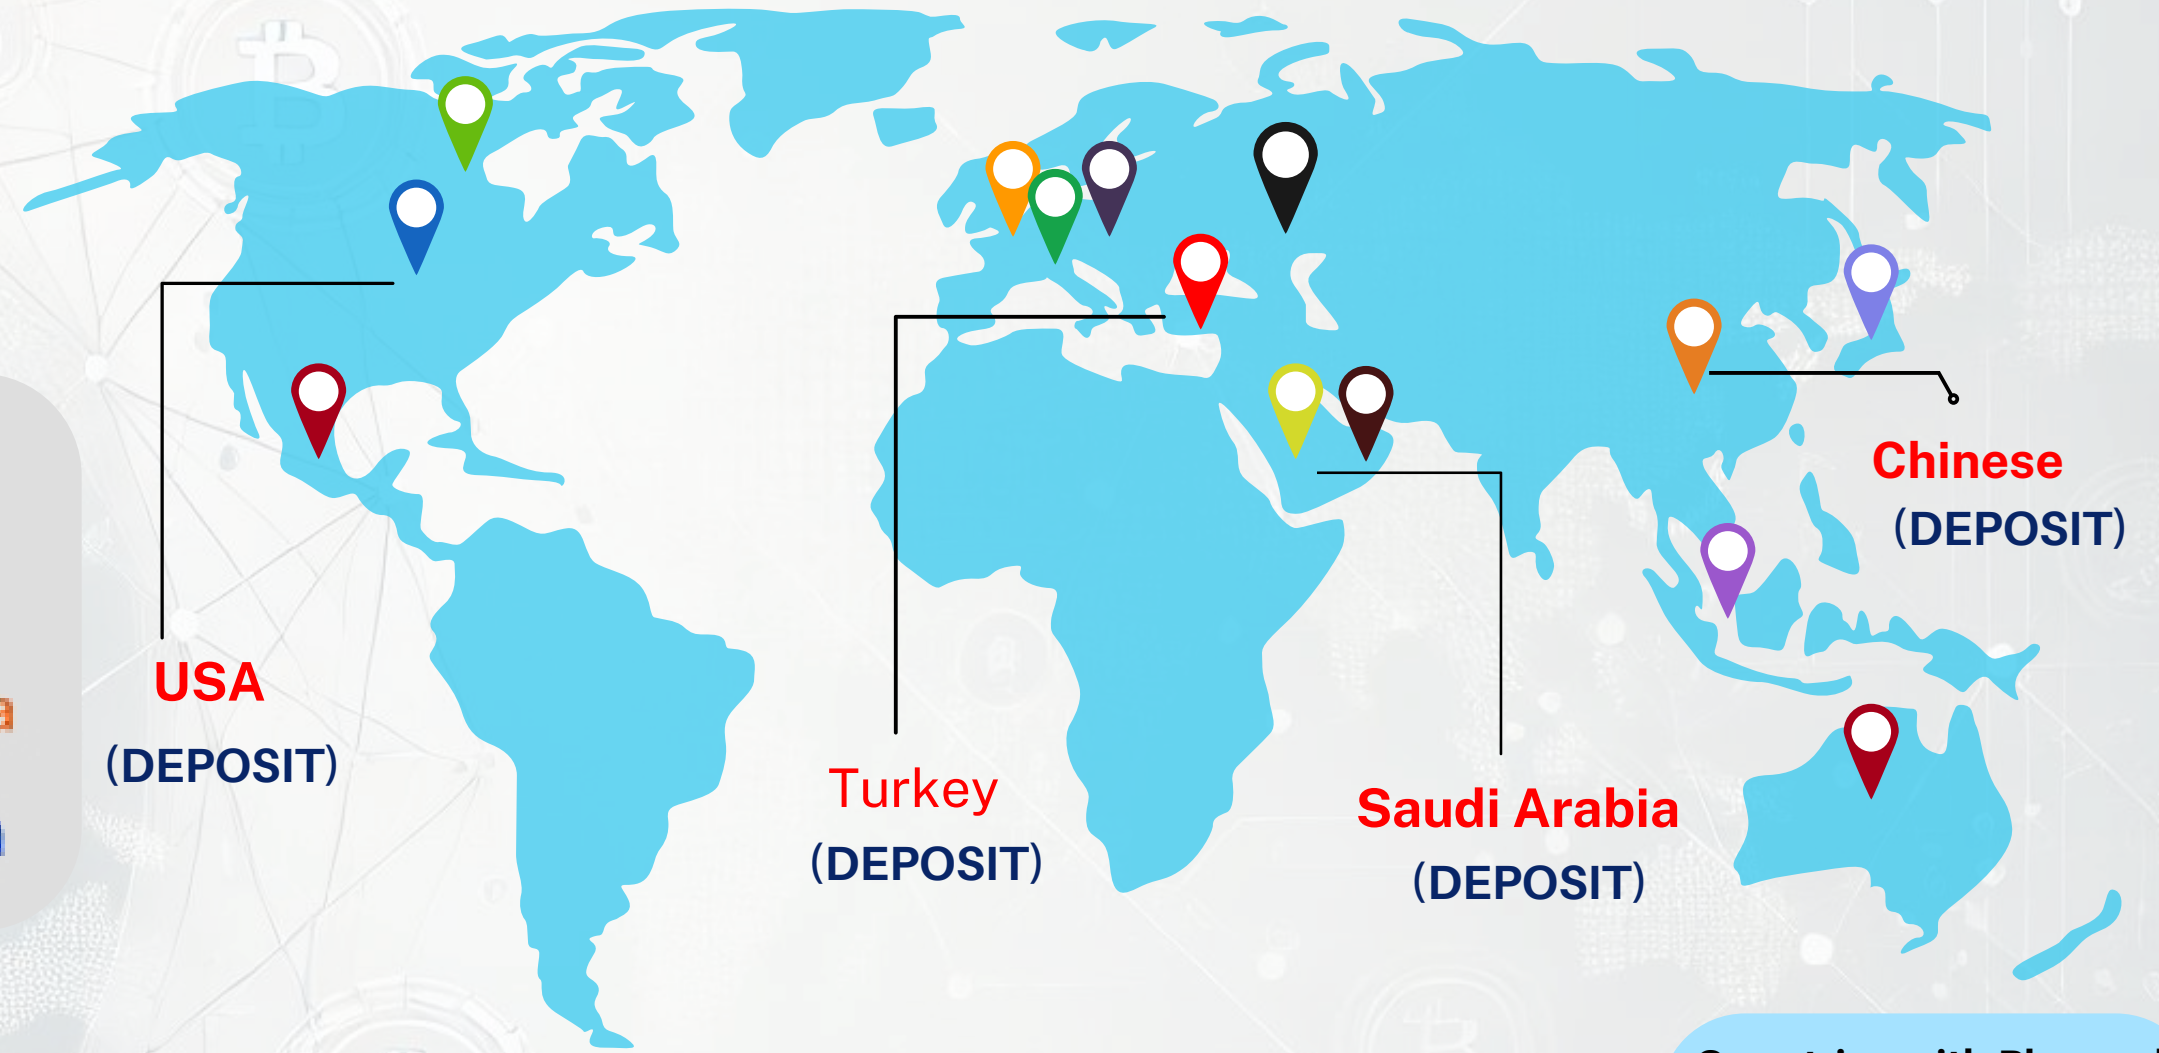 USA
(DEPOSIT)
Turkey
(DEPOSIT)
Saudi Arabia
(DEPOSIT)
Chinese
(DEPOSIT)